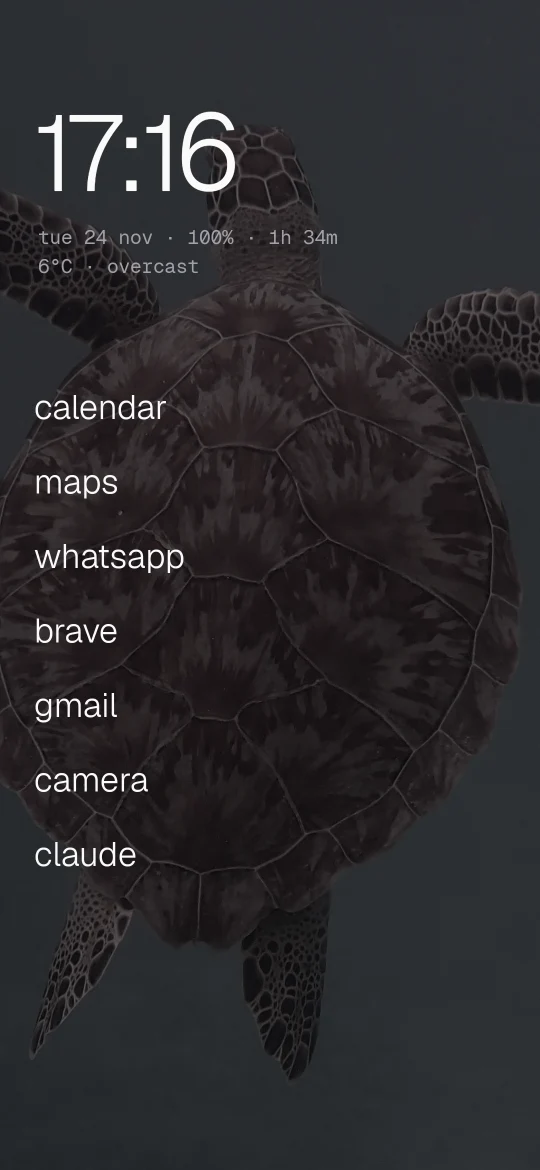 17:16
tue 24 nov · 100% · 1h 34m
6°C · overcast
calendar
maps
whatsapp
brave
gmail
camera
claude